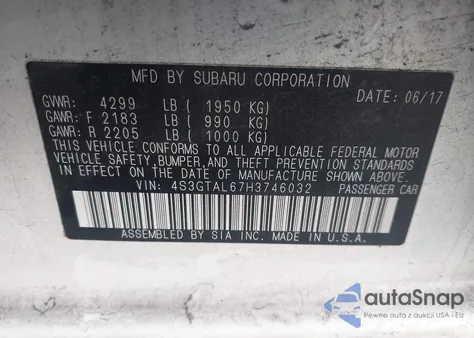 MFD BY SUBARU CORPORATION
DATE: 06/17
GVWR: 4299 LB ( 1950 KG)
GAWR: F 2183 LB ( 990 KG)
GAWR: R 2205 LB ( 1000 KG)
THIS VEHICLE CONFORMS TO APPLICABLE FEDERAL MOTOR
VEHICLE SAFETY, BUMPER, AND THEFT PREVENTION STANDARDS
IN EFFECT ON THE DATE OF MANUFACTURE SHOWN ABOVE.
VIN: 4S3GTAL67H3746032 PASSENGER CAR
ASSEMBLED BY SIA INC. MADE IN U.S.A.
autoSnap
Pewne auta z aukcji USA i EU